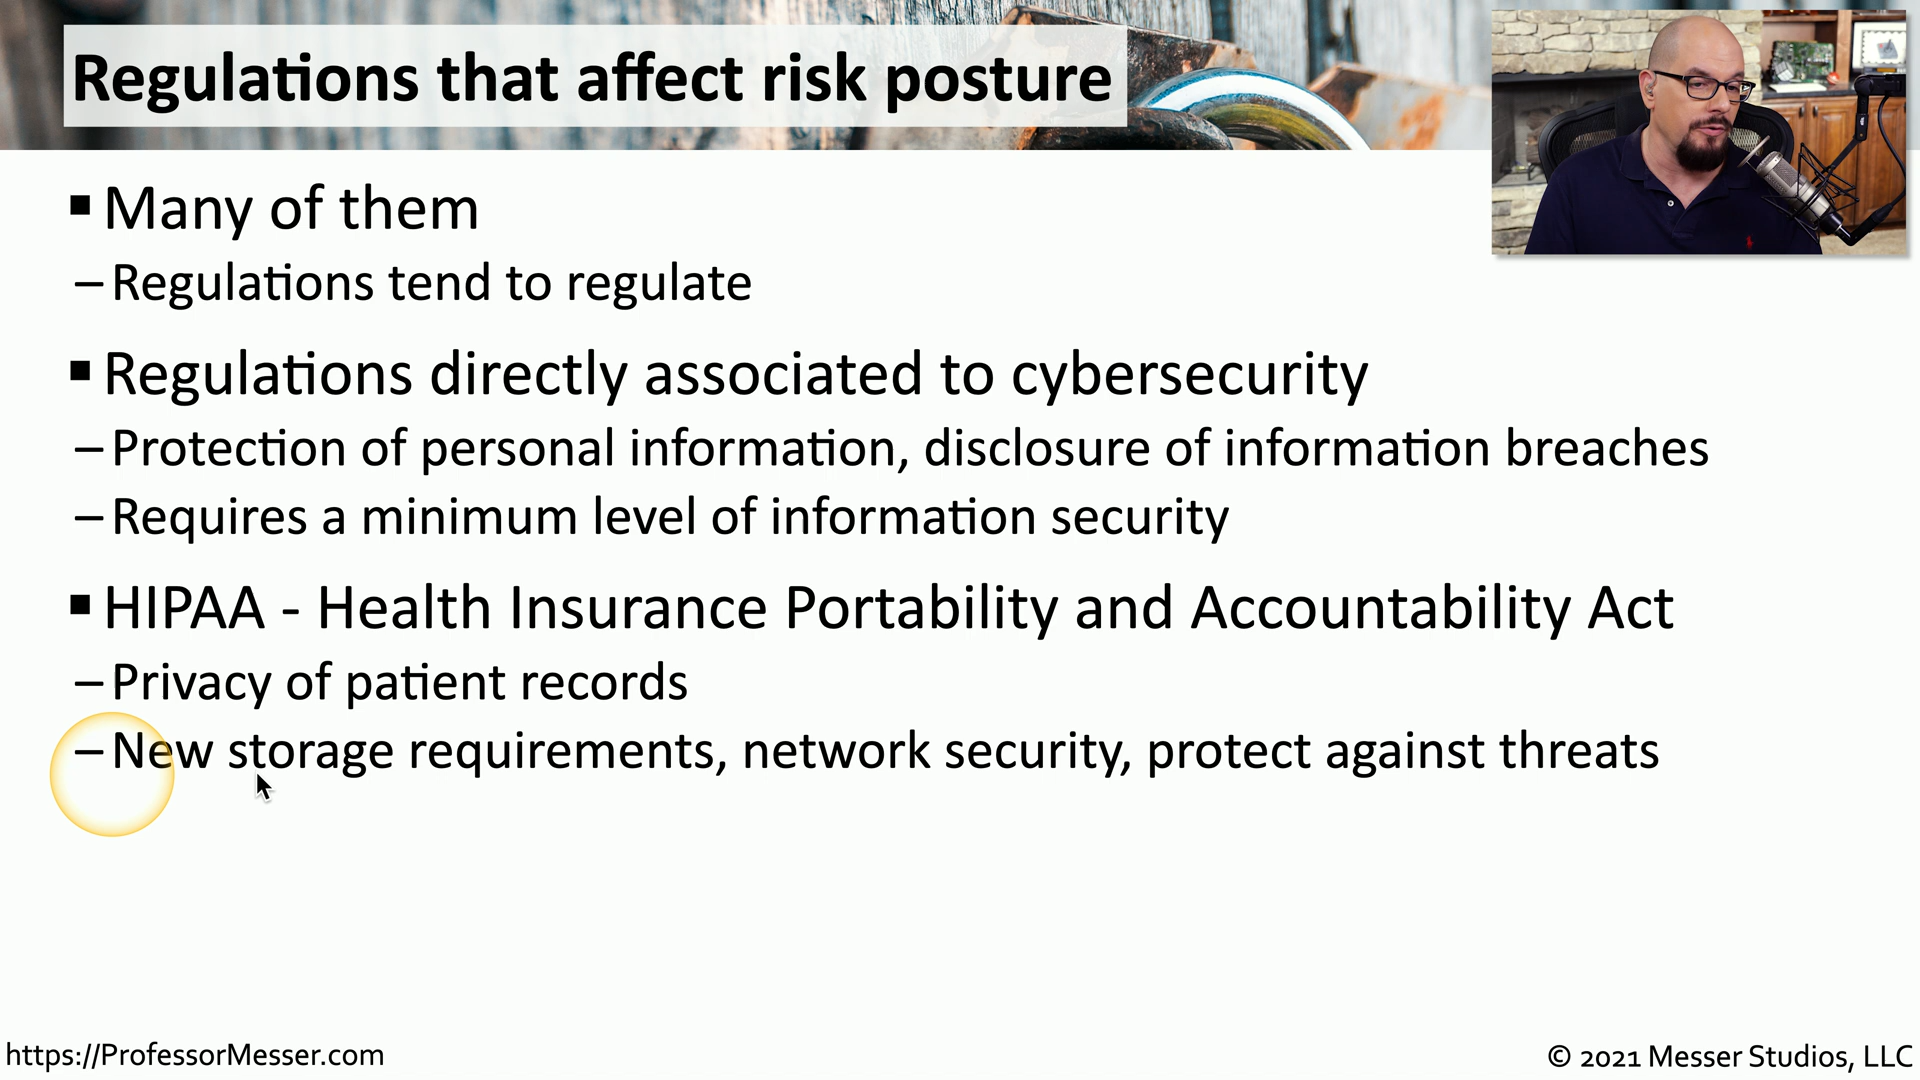 Regulations that affect risk posture
▪ Many of them
– Regulations tend to regulate
▪ Regulations directly associated to cybersecurity
– Protection of personal information, disclosure of information breaches
– Requires a minimum level of information security
▪ HIPAA - Health Insurance Portability and Accountability Act
– Privacy of patient records
– New storage requirements, network security, protect against threats
https://ProfessorMesser.com
© 2021 Messer Studios, LLC